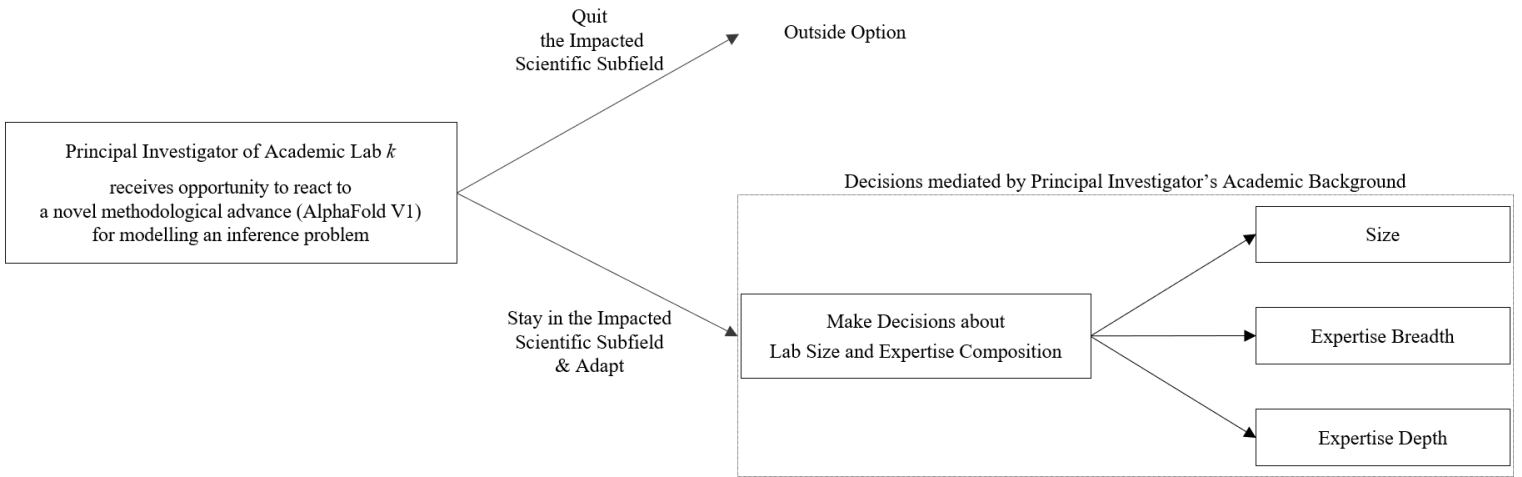 Quit
the Impacted
Scientific Subfield
Outside Option
Principal Investigator of Academic Lab k
receives opportunity to react to
a novel methodological advance (AlphaFold V1)
for modelling an inference problem
Decisions mediated by Principal Investigator’s Academic Background
Size
Stay in the Impacted
Scientific Subfield
& Adapt
Make Decisions about
Lab Size and Expertise Composition
Expertise Breadth
Expertise Depth